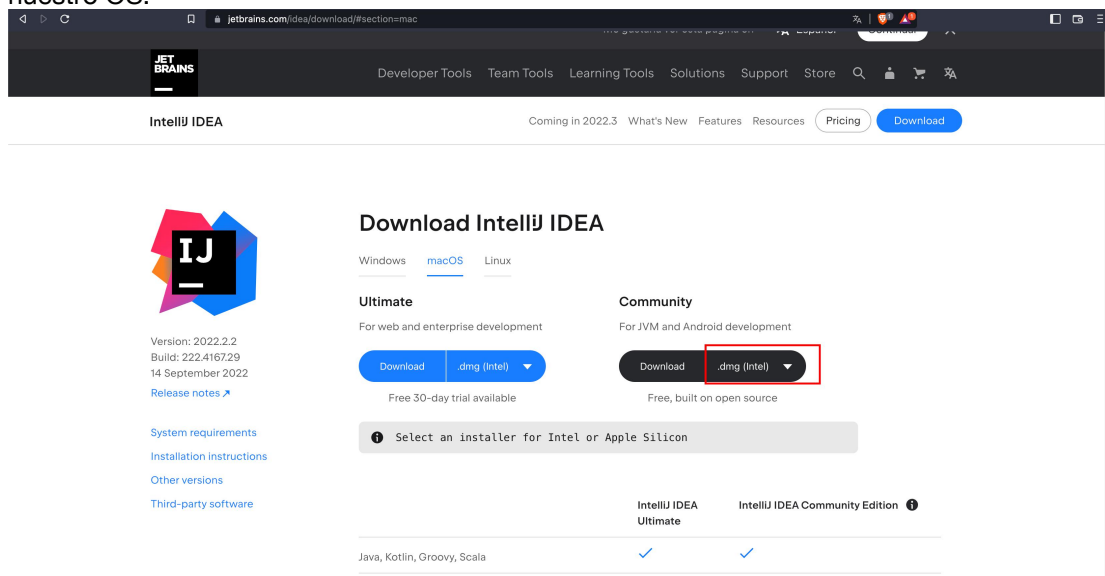 nuestro OS.
jetbrains.com/idea/download/#section=mac
Español
Continuar
JET
BRAINS
Developer Tools Team Tools Learning Tools Solutions Support Store
IntelliJ IDEA
Coming in 2022.3 What's New Features Resources Pricing Download
IJ
Download IntelliJ IDEA
Windows macOS Linux
Ultimate
Community
For web and enterprise development
For JVM and Android development
Version: 2022.2.2
Build: 222.4167.29
14 September 2022
Release notes ↗
Download .dmg (Intel)
Download .dmg (Intel)
Free 30-day trial available
Free, built on open source
System requirements
Installation instructions
Other versions
Third-party software
Select an installer for Intel or Apple Silicon
IntelliJ IDEA
Ultimate
IntelliJ IDEA Community Edition
Java, Kotlin, Groovy, Scala